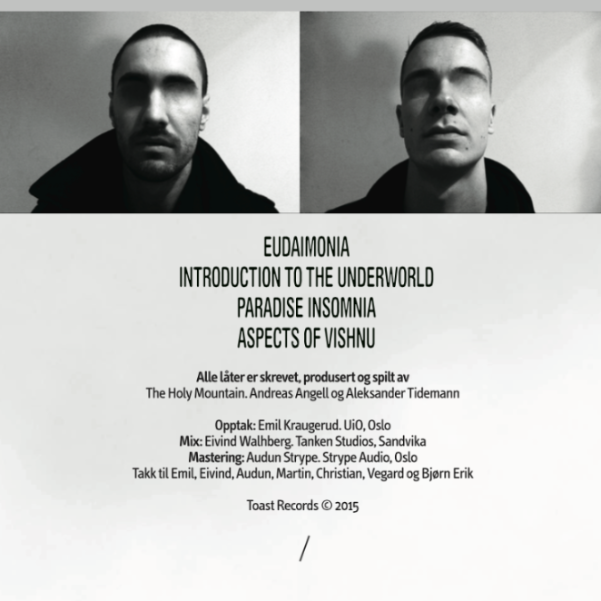 EUDAIMONIA
INTRODUCTION TO THE UNDERWORLD
PARADISE INSOMNIA
ASPECTS OF VISHNU
Alle låter er skrevet, produsert og spilt av
The Holy Mountain. Andreas Angell og Aleksander Tidemann
Opptak: Emil Kraugerud. UiO, Oslo
Mix: Eivind Walhberg. Tanken Studios, Sandvika
Mastering: Audun Strype. Strype Audio, Oslo
Takk til Emil, Eivind, Audun, Martin, Christian, Vegard og Bjørn Erik
Toast Records © 2015
/